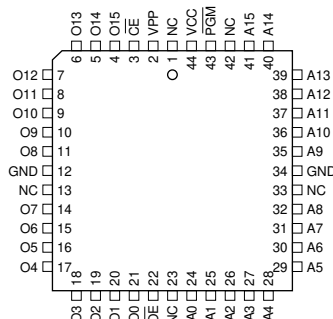 O13 O14 O15 CE VPP NC VCC PGM NC A15 A14
6 5 4 3 2 1 44 43 42 41 40
O12 7 39 A13
O11 8 38 A12
O10 9 37 A11
O9 10 36 A10
O8 11 35 A9
GND 12 34 GND
NC 13 33 NC
O7 14 32 A8
O6 15 31 A7
O5 16 30 A6
O4 17 29 A5
18 19 20 21 22 23 24 25 26 27 28
O3 O2 O1 O0 OE NC A0 A1 A2 A3 A4